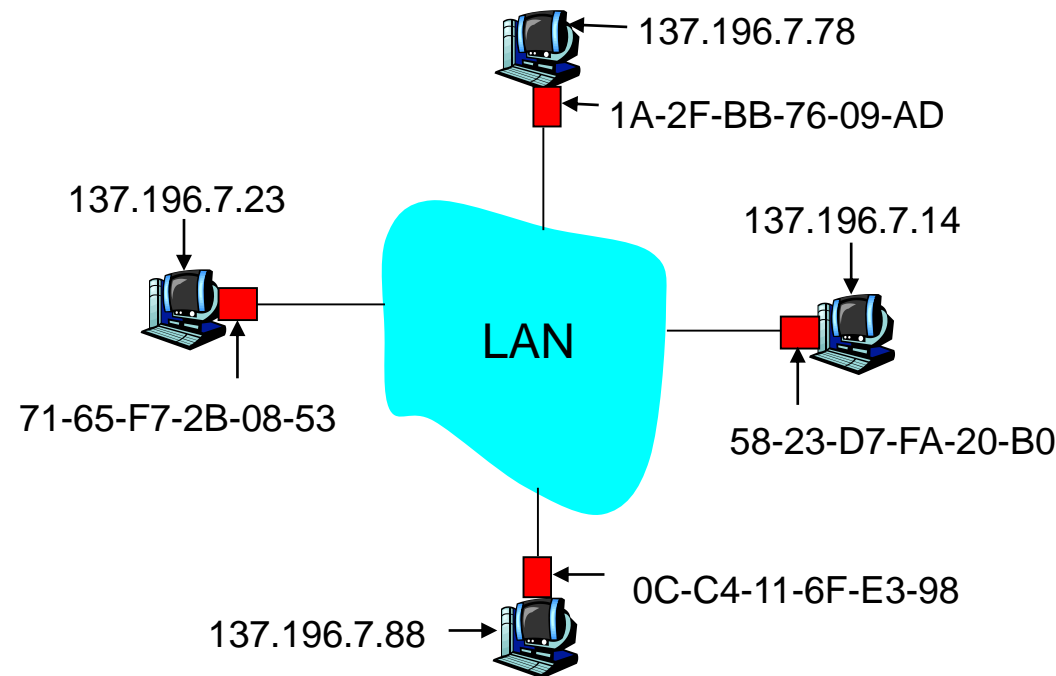 137.196.7.78
1A-2F-BB-76-09-AD
137.196.7.23
137.196.7.14
LAN
71-65-F7-2B-08-53
58-23-D7-FA-20-B0
0C-C4-11-6F-E3-98
137.196.7.88